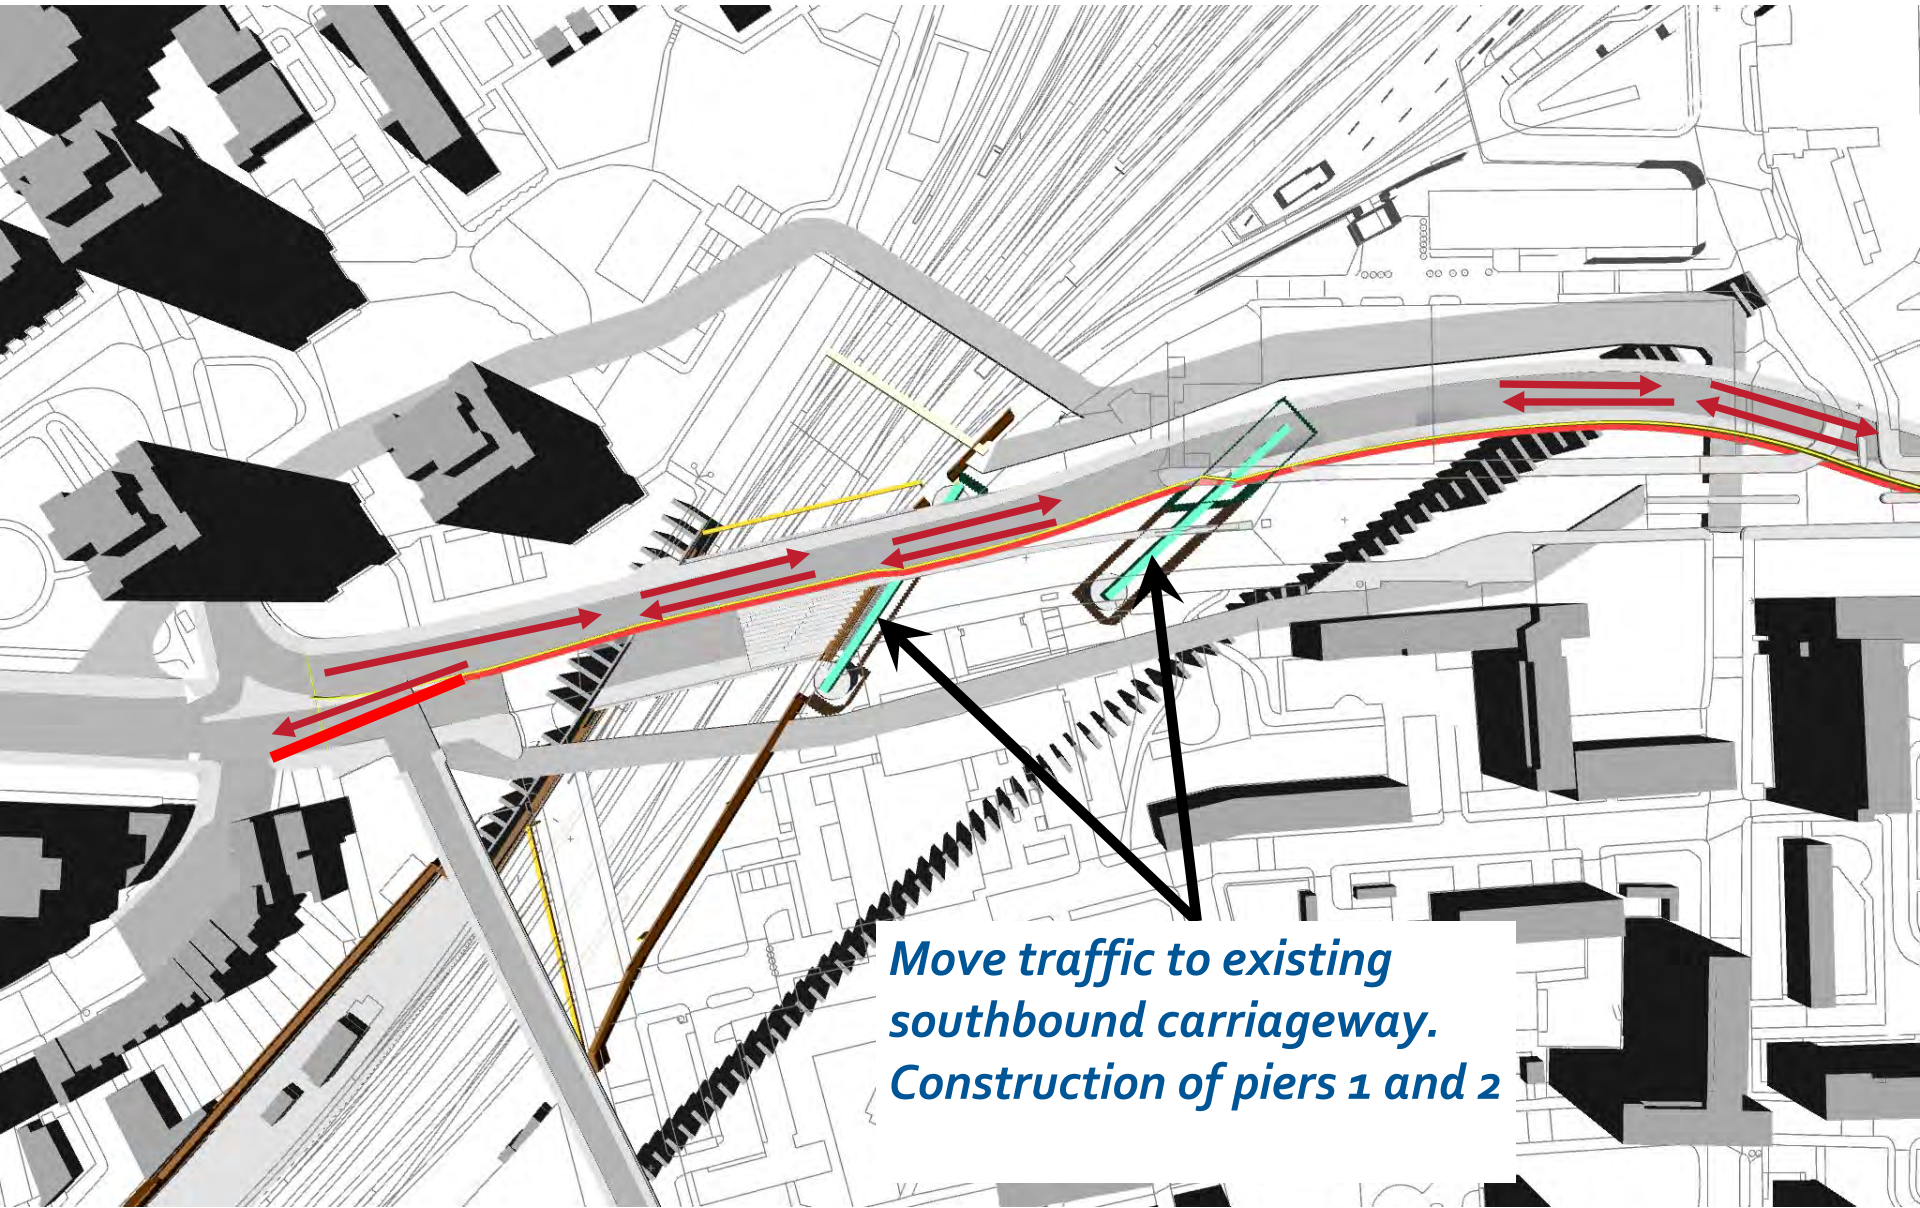 Move traffic to existing
southbound carriageway.
Construction of piers 1 and 2